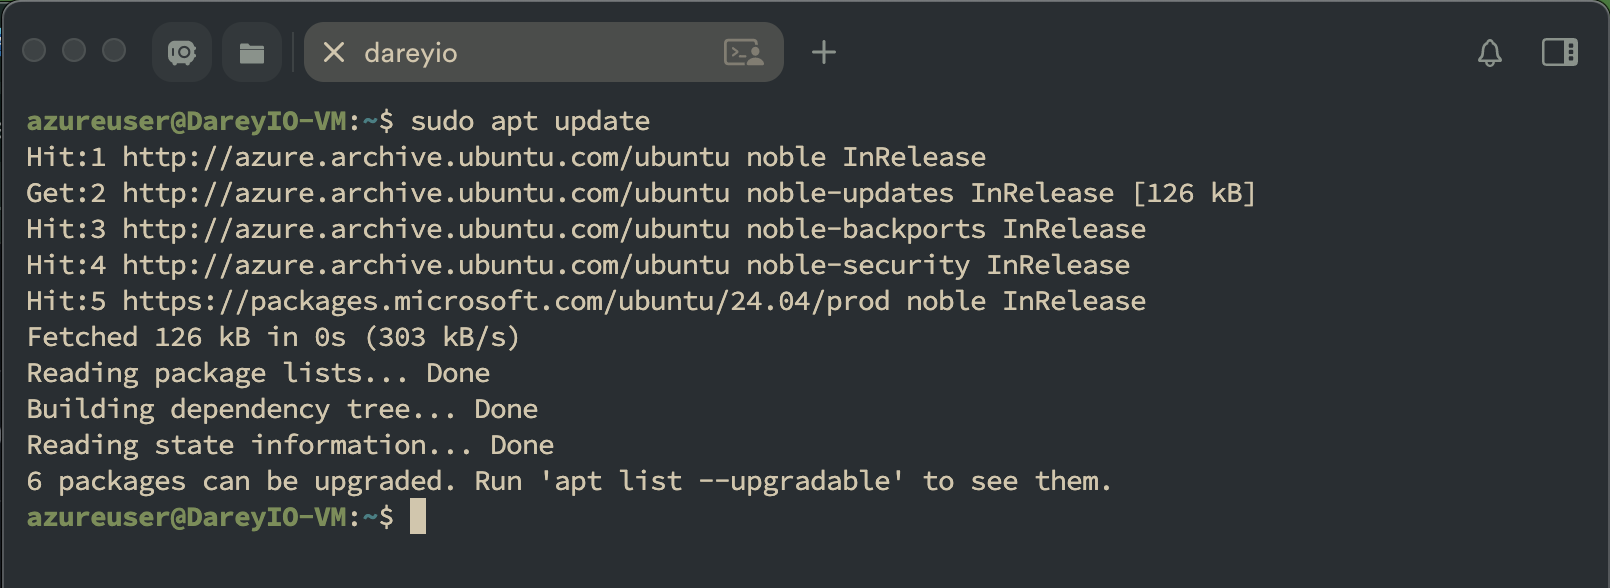 dareyio
azureuser@DareyIO-VM:~$ sudo apt update
Hit:1 http://azure.archive.ubuntu.com/ubuntu noble InRelease
Get:2 http://azure.archive.ubuntu.com/ubuntu noble-updates InRelease [126 kB]
Hit:3 http://azure.archive.ubuntu.com/ubuntu noble-backports InRelease
Hit:4 http://azure.archive.ubuntu.com/ubuntu noble-security InRelease
Hit:5 https://packages.microsoft.com/ubuntu/24.04/prod noble InRelease
Fetched 126 kB in 0s (303 kB/s)
Reading package lists... Done
Building dependency tree... Done
Reading state information... Done
6 packages can be upgraded. Run 'apt list --upgradable' to see them.
azureuser@DareyIO-VM:~$